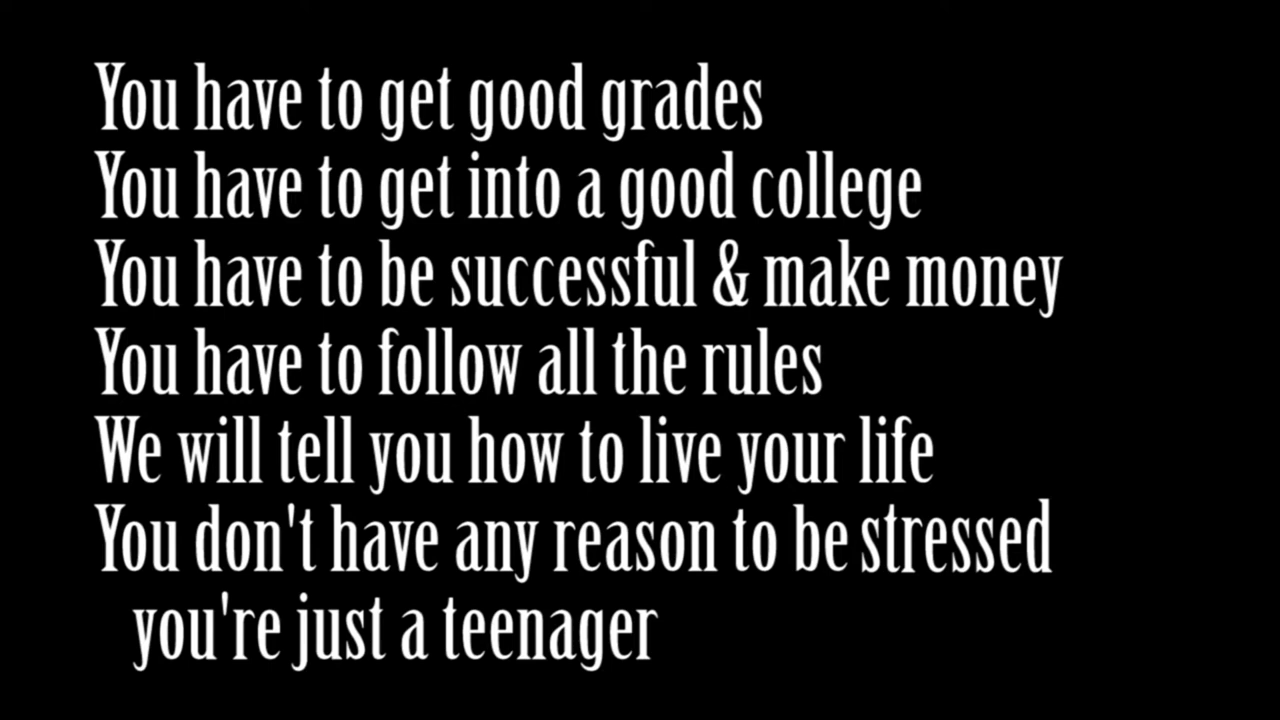 You have to get good grades
You have to get into a good college
You have to be successful & make money
You have to follow all the rules
We will tell you how to live your life
You don't have any reason to be stressed
you're just a teenager